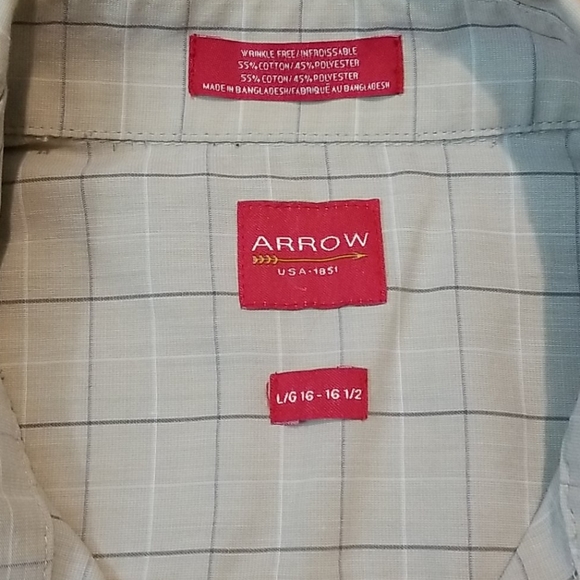 WRINKLE FREE/INFROISSABLE
55% COTTON/45% POLYESTER
55% COTON/45% POLYESTER
MADE IN BANGLADESH/FABRIQUÉ AU BANGLADESH
ARROW
USA-1851
L/G 16 - 16 1/2